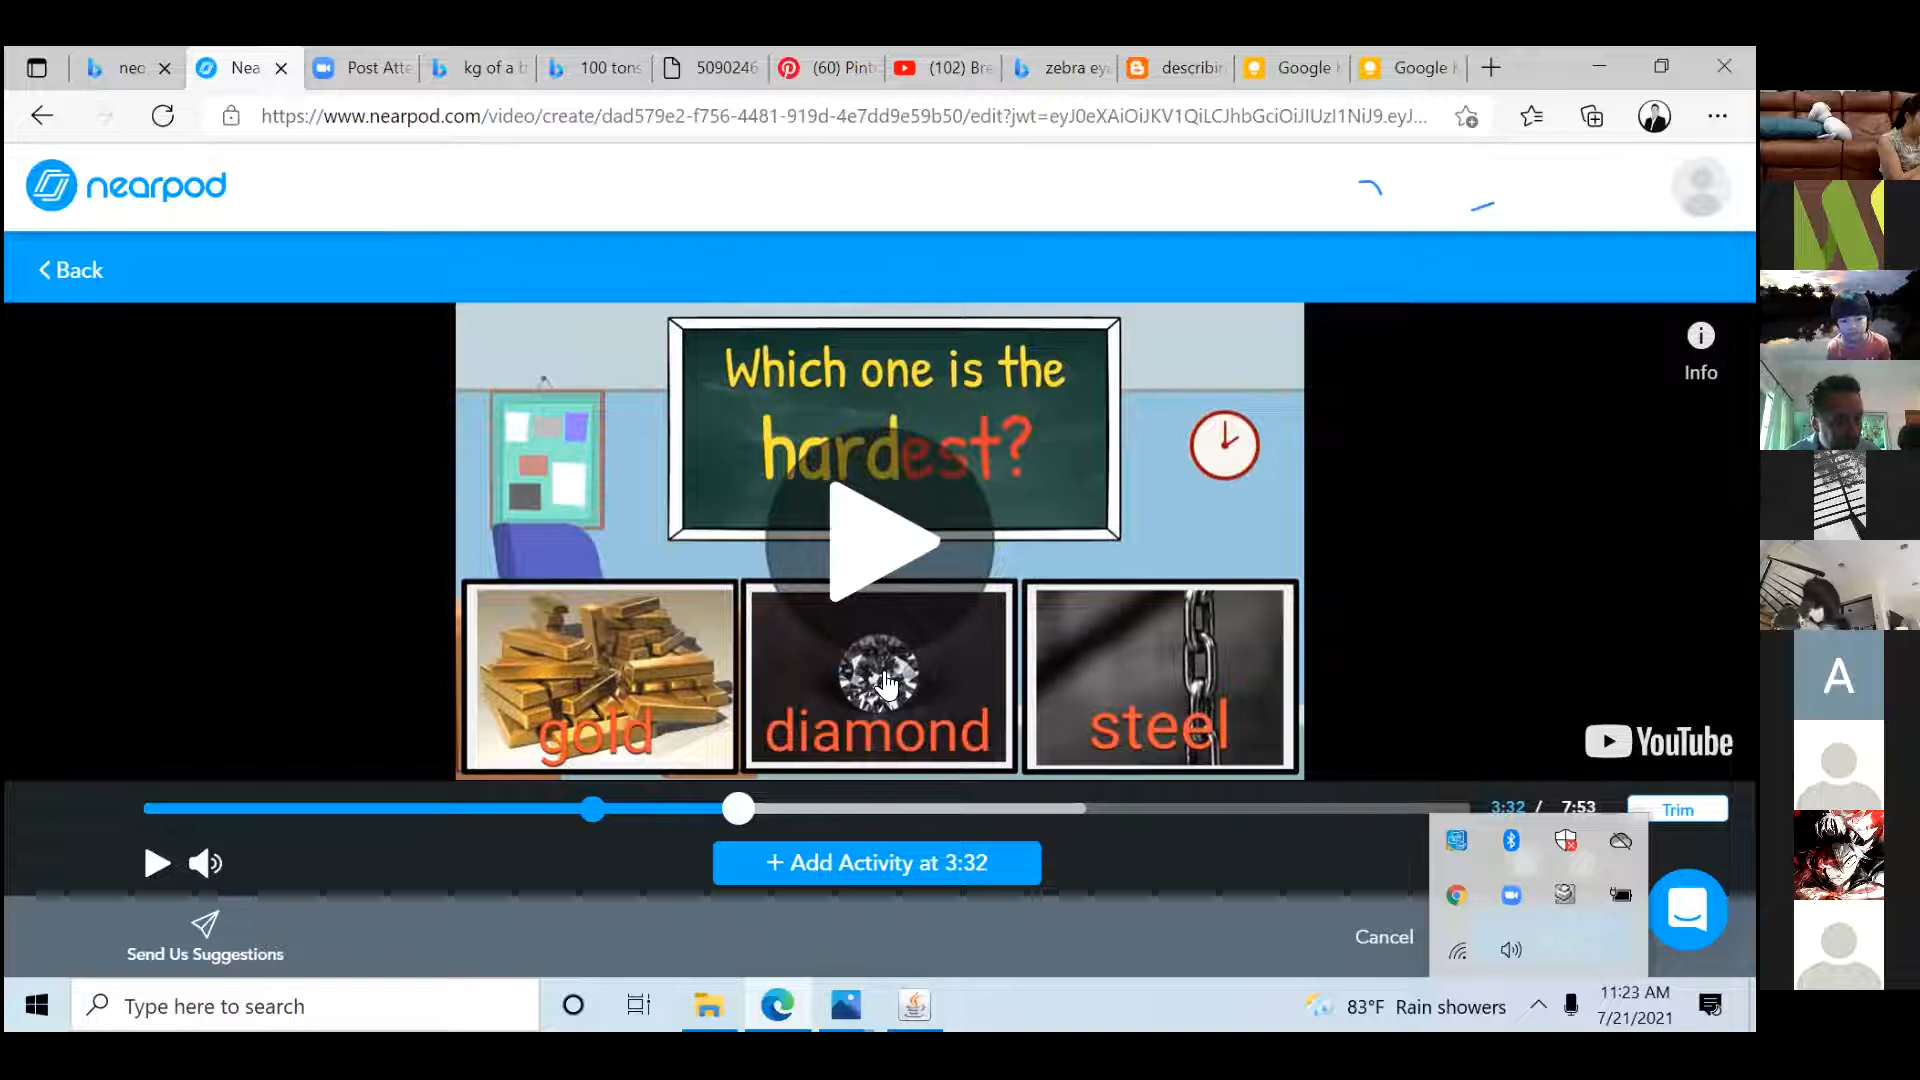 neo
Nea
Post Atte
kg of a b
100 tons
5090246
(60) Pint
(102) Bre
zebra eye
describin
Google
Google
https://www.nearpod.com/video/create/dad579e2-f756-4481-919d-4e7dd9e59b50/edit?jwt=eyJ0eXAiOiJKV1QiLCJhbGciOiJIUzI1NiJ9.eyJ...
nearpod
Back
Which one is the
hardest?
Info
gold
diamond
steel
YouTube
3:32 / 7:53
Trim
+ Add Activity at 3:32
Send Us Suggestions
Cancel
A
Type here to search
83°F Rain showers
11:23 AM
7/21/2021